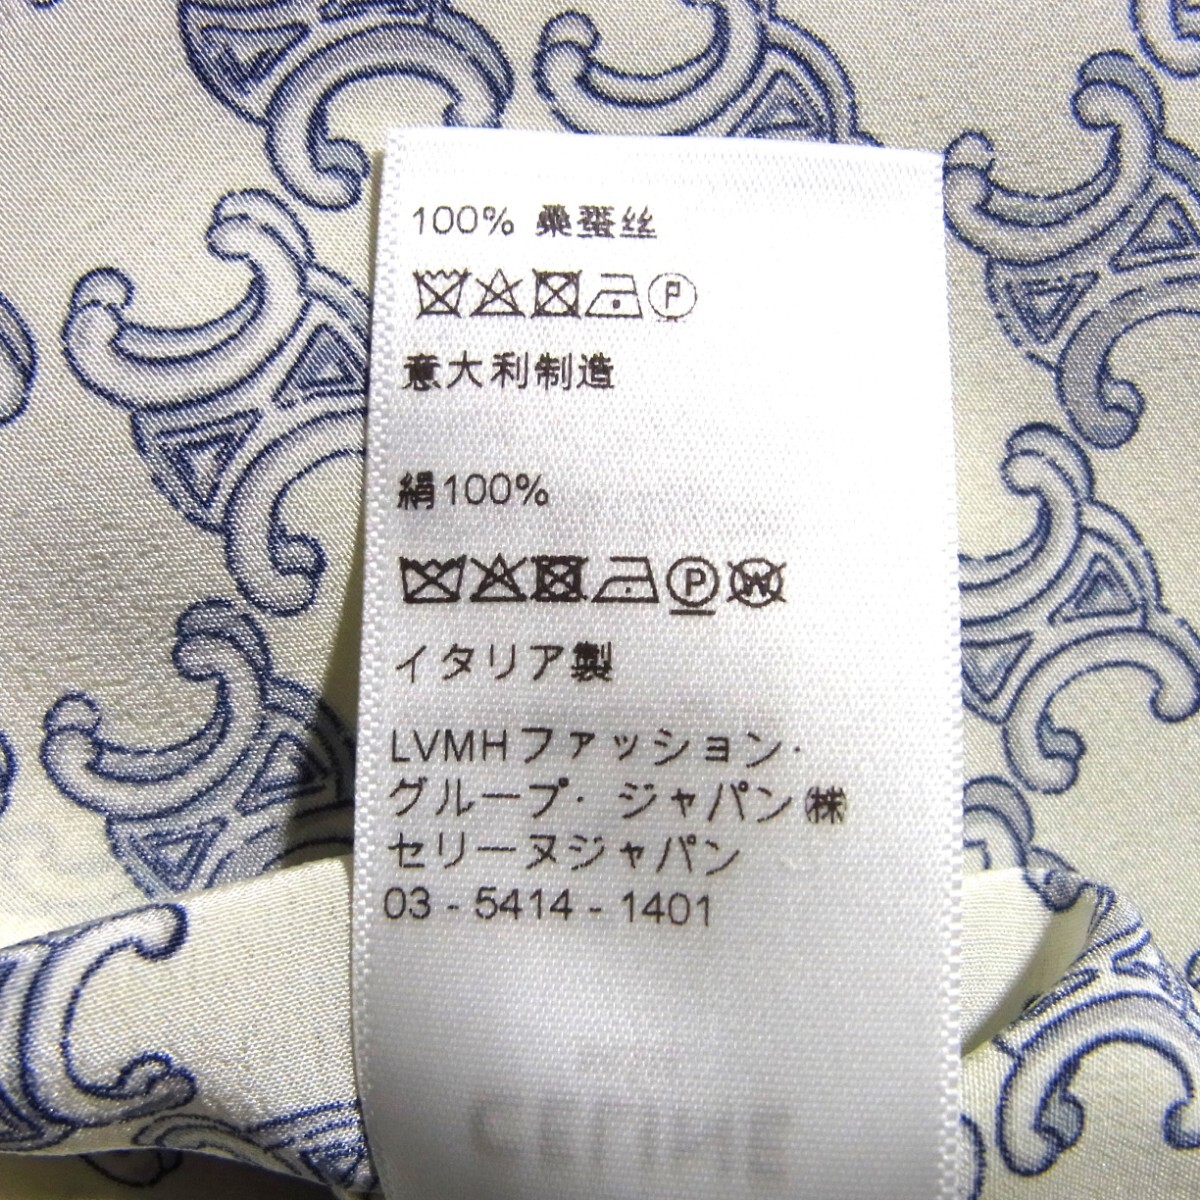 100% 桑蚕丝
P
意大利制造
絹100%
P W
イタリア製
LVMHファッション·
グループ· ジャパン㈱
セリーヌジャパン
03 - 5414 - 1401